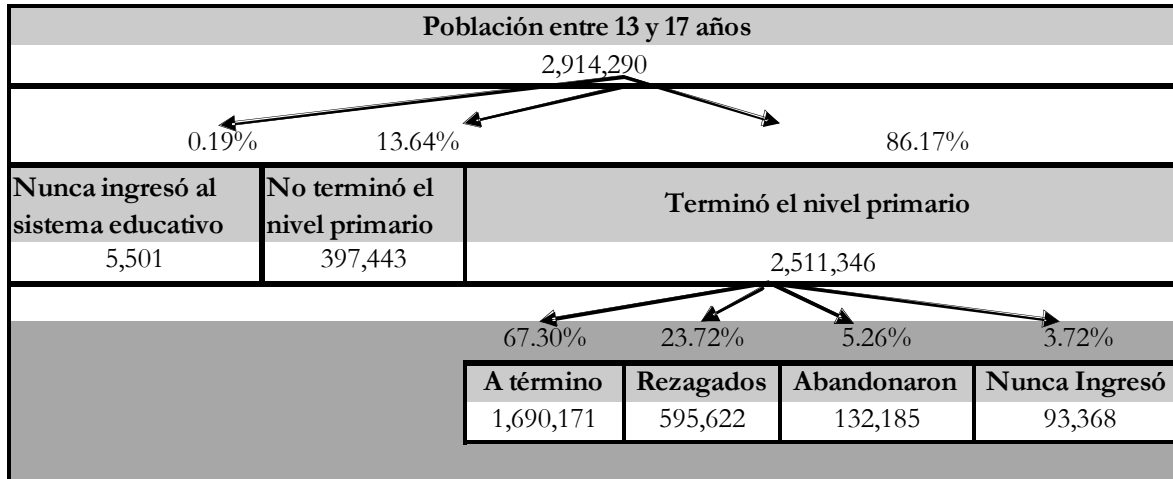 Población entre 13 y 17 años
2,914,290
0.19% 13.64% 86.17%
Nunca ingresó al
sistema educativo
No terminó el
nivel primario
Terminó el nivel primario
5,501 397,443 2,511,346
67.30% 23.72% 5.26% 3.72%
A término Rezagados Abandonaron Nunca Ingresó
1,690,171 595,622 132,185 93,368